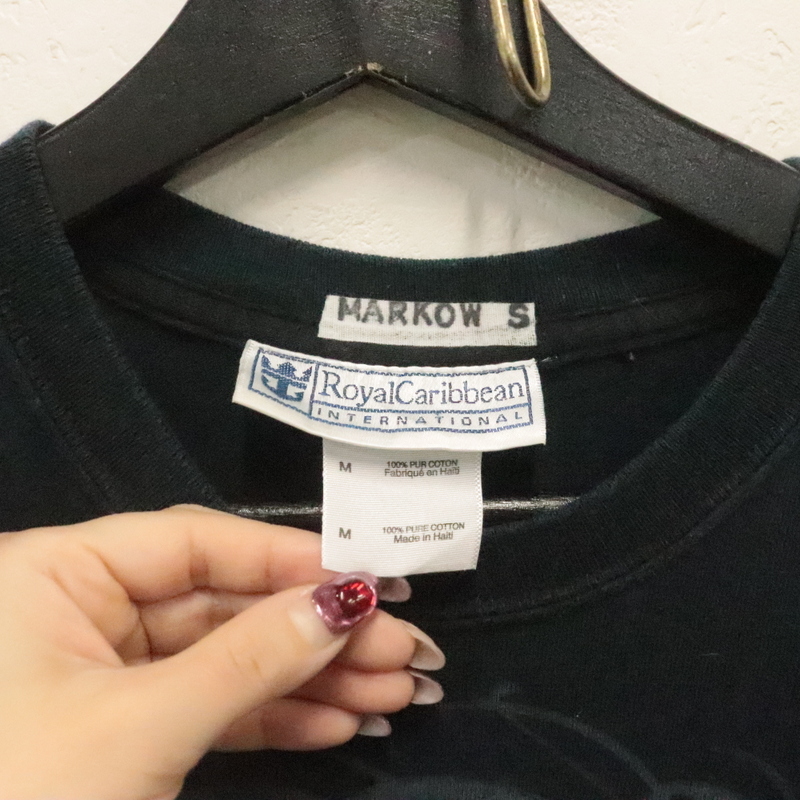 MARKOW S
RoyalCaribbean
INTERNATIONAL
M 100% PUR COTON
Fabriqué en Haïti
M 100% PURE COTTON
Made in Haiti